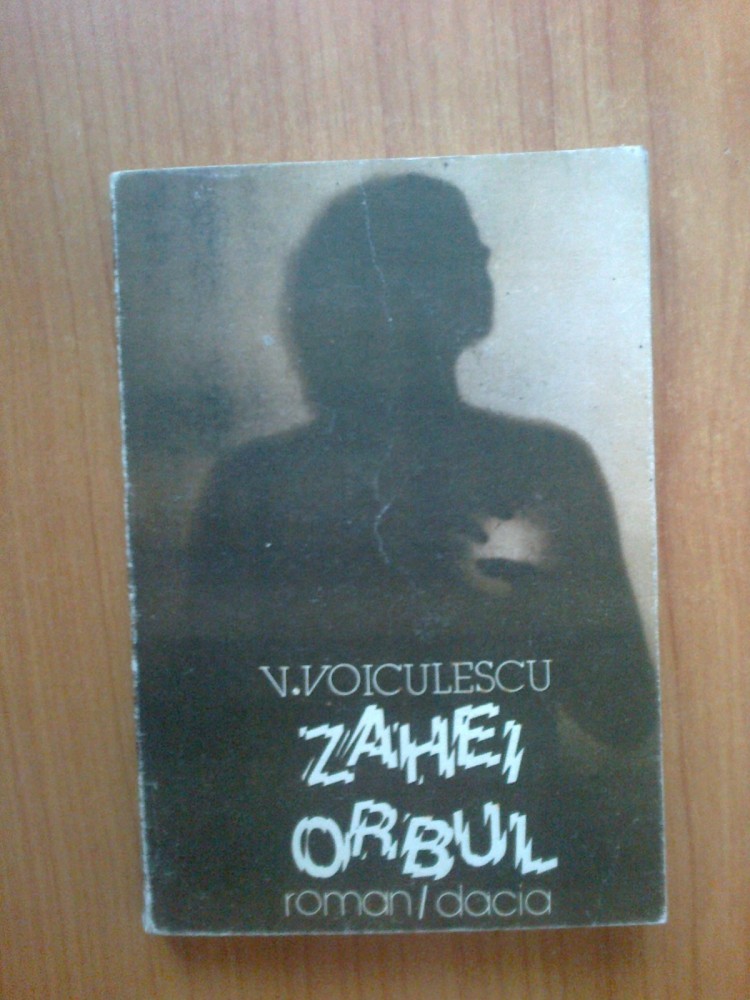 V.VOICULESCU
ZAHEI
ORBUL
roman/dacia